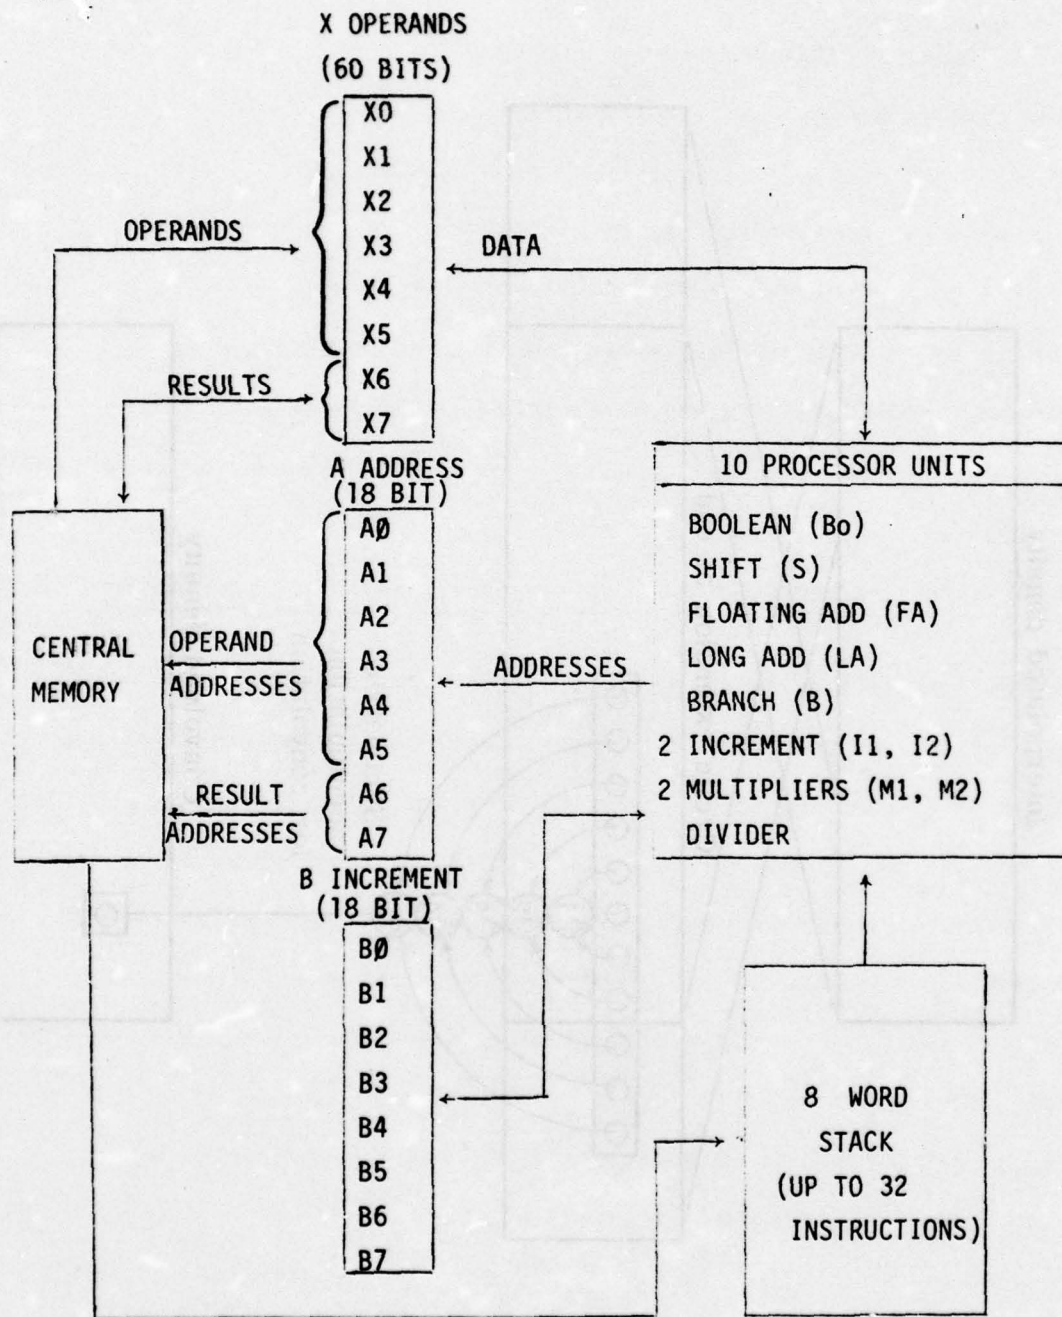 X OPERANDS
(60 BITS)
X0
X1
X2
X3
X4
X5
X6
X7
OPERANDS
RESULTS
DATA
A ADDRESS
(18 BIT)
AØ
A1
A2
A3
A4
A5
A6
A7
CENTRAL
MEMORY
OPERAND
ADDRESSES
RESULT
ADDRESSES
ADDRESSES
10 PROCESSOR UNITS
BOOLEAN (Bo)
SHIFT (S)
FLOATING ADD (FA)
LONG ADD (LA)
BRANCH (B)
2 INCREMENT (I1, I2)
2 MULTIPLIERS (M1, M2)
DIVIDER
B INCREMENT
(18 BIT)
BØ
B1
B2
B3
B4
B5
B6
B7
8 WORD
STACK
(UP TO 32
INSTRUCTIONS)